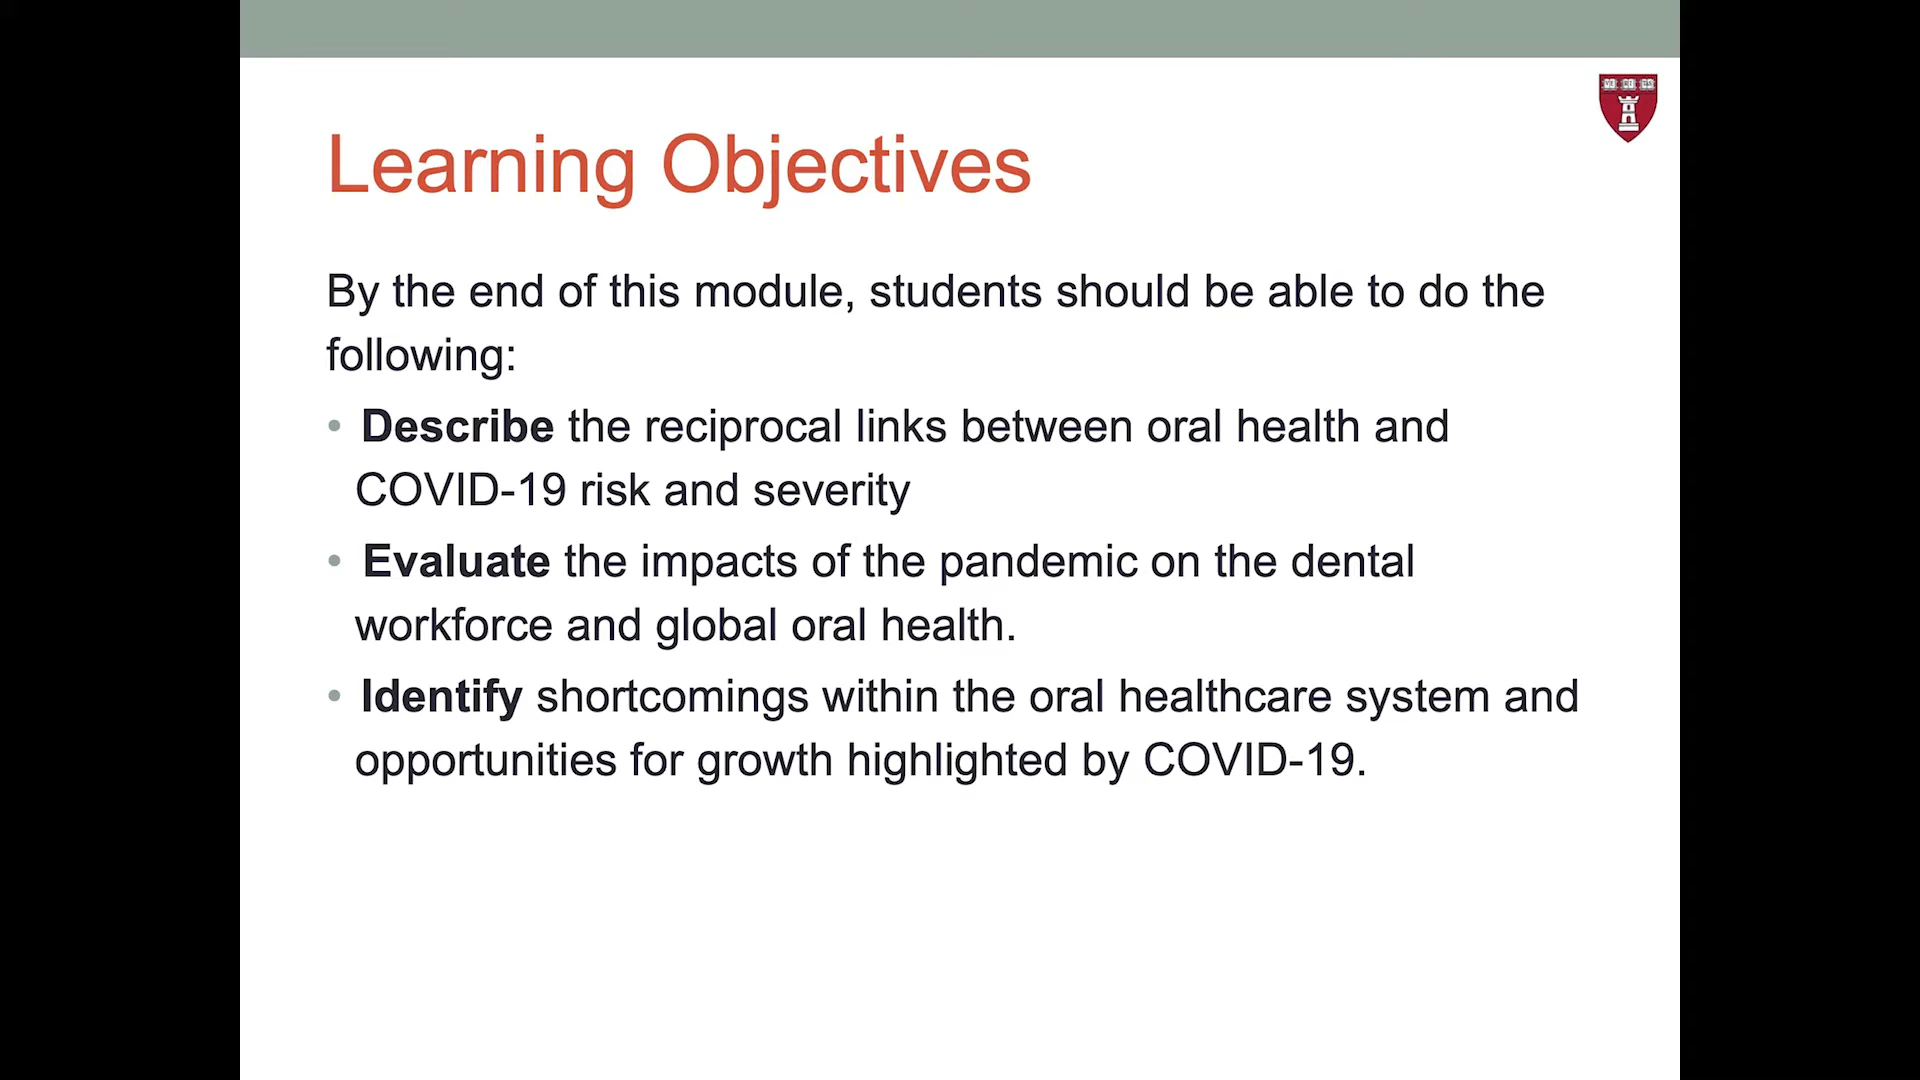 VE RI TAS
Learning Objectives
By the end of this module, students should be able to do the
following:
• Describe the reciprocal links between oral health and
COVID-19 risk and severity
• Evaluate the impacts of the pandemic on the dental
workforce and global oral health.
• Identify shortcomings within the oral healthcare system and
opportunities for growth highlighted by COVID-19.